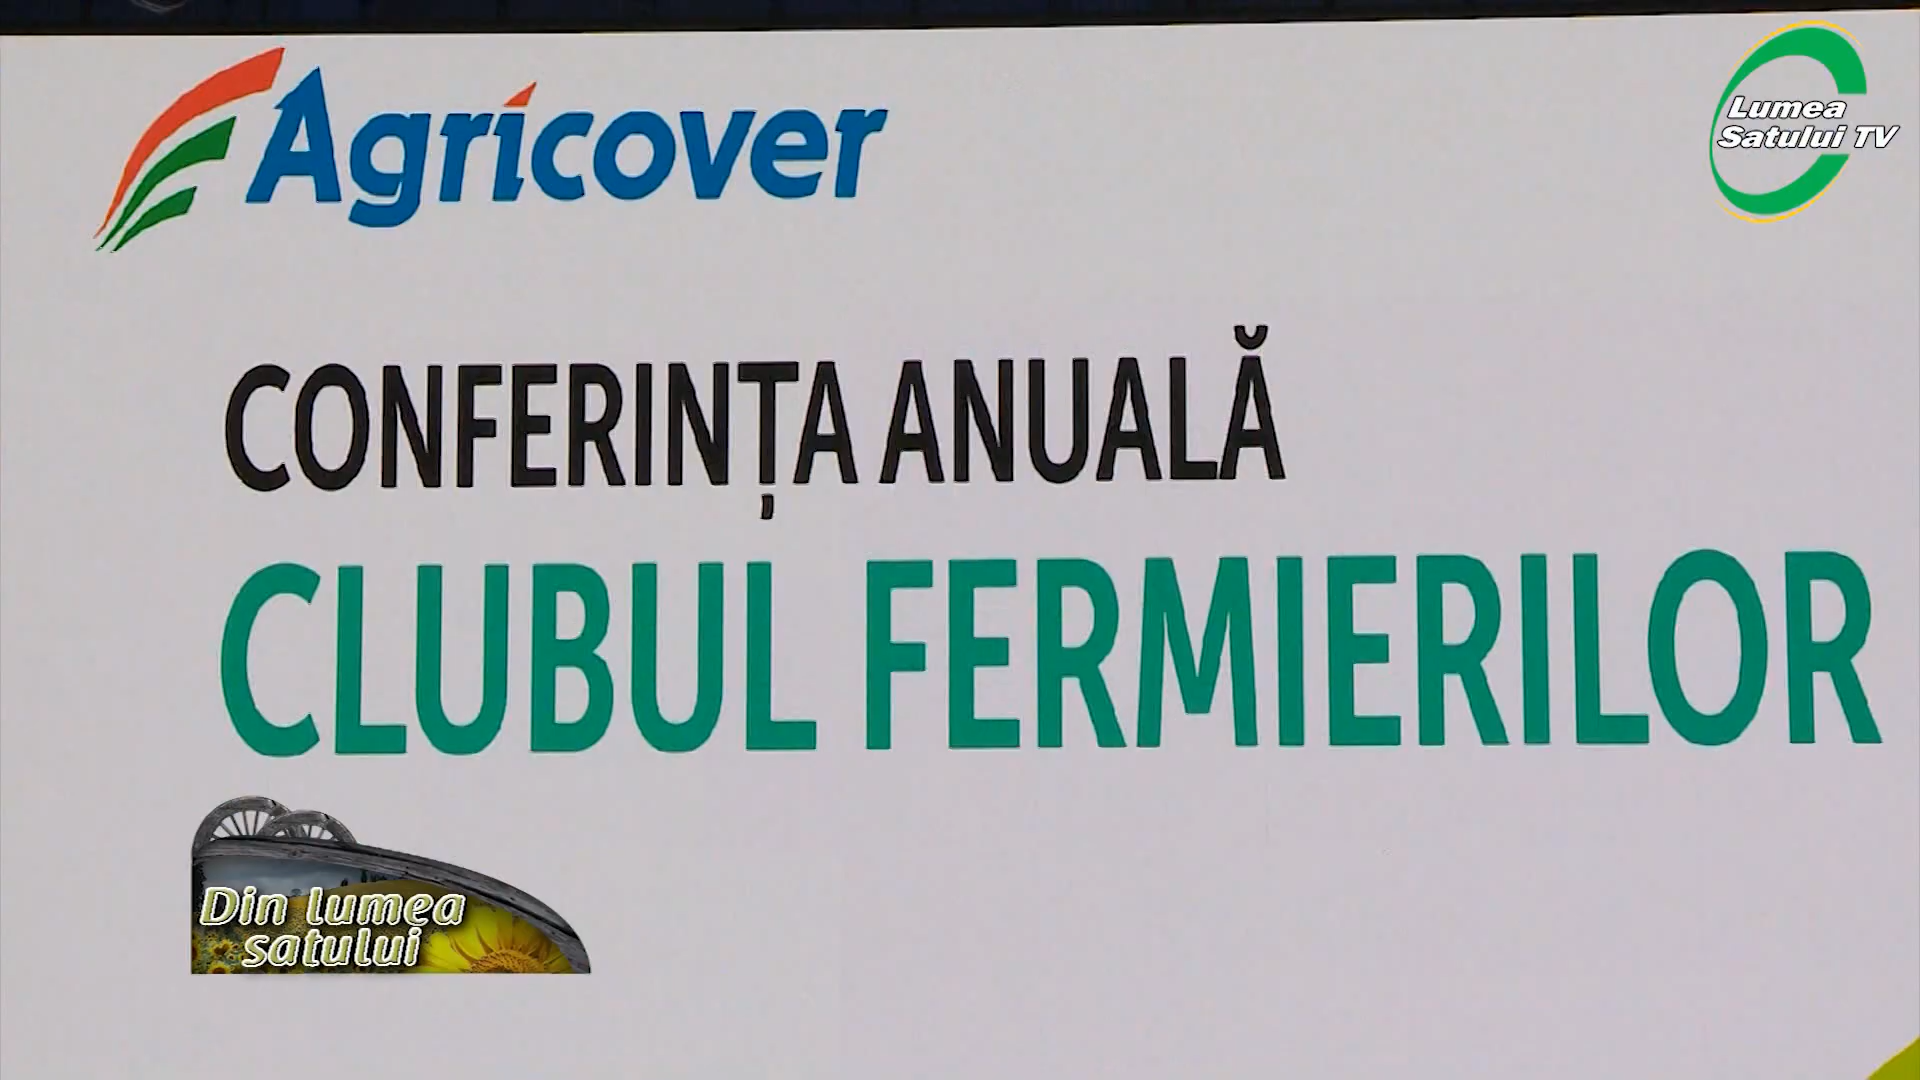 Agricover
Lumea
Satului TV
CONFERINȚA ANUALĂ
CLUBUL FERMIERILOR
Din lumea
satului